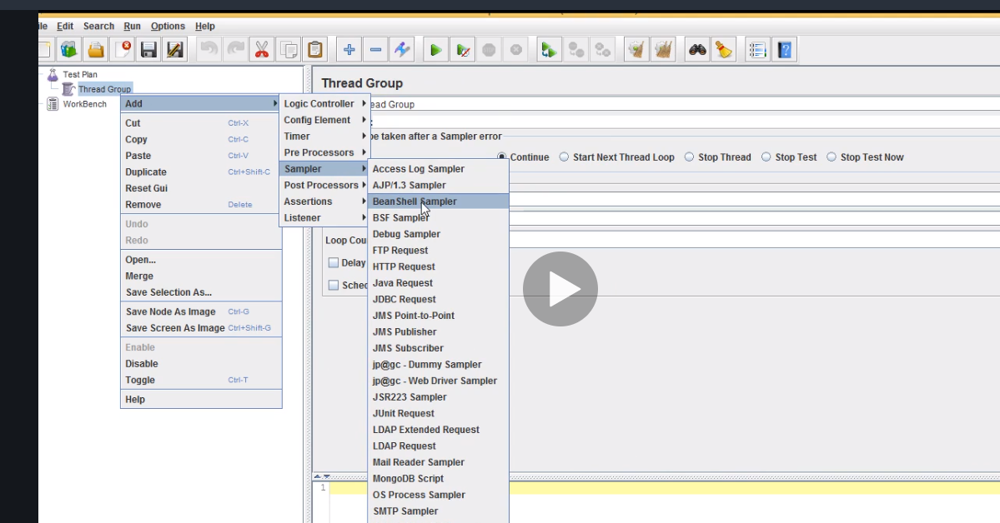 ile Edit Search Run Options Help
Test Plan
Thread Group
WorkBench
Thread Group
ead Group
:
be taken after a Sampler error
Continue Start Next Thread Loop Stop Thread Stop Test Stop Test Now
Loop Cou
Delay
Sched
Add
Cut Ctrl-X
Copy Ctrl-C
Paste Ctrl-V
Duplicate Ctrl+Shift-C
Reset Gui
Remove Delete
Undo
Redo
Open...
Merge
Save Selection As...
Save Node As Image Ctrl-G
Save Screen As Image Ctrl+Shift-G
Enable
Disable
Toggle Ctrl-T
Help
Logic Controller
Config Element
Timer
Pre Processors
Sampler
Post Processors
Assertions
Listener
Access Log Sampler
AJP/1.3 Sampler
BeanShell Sampler
BSF Sampler
Debug Sampler
FTP Request
HTTP Request
Java Request
JDBC Request
JMS Point-to-Point
JMS Publisher
JMS Subscriber
jp@gc - Dummy Sampler
jp@gc - Web Driver Sampler
JSR223 Sampler
JUnit Request
LDAP Extended Request
LDAP Request
Mail Reader Sampler
MongoDB Script
OS Process Sampler
SMTP Sampler
1